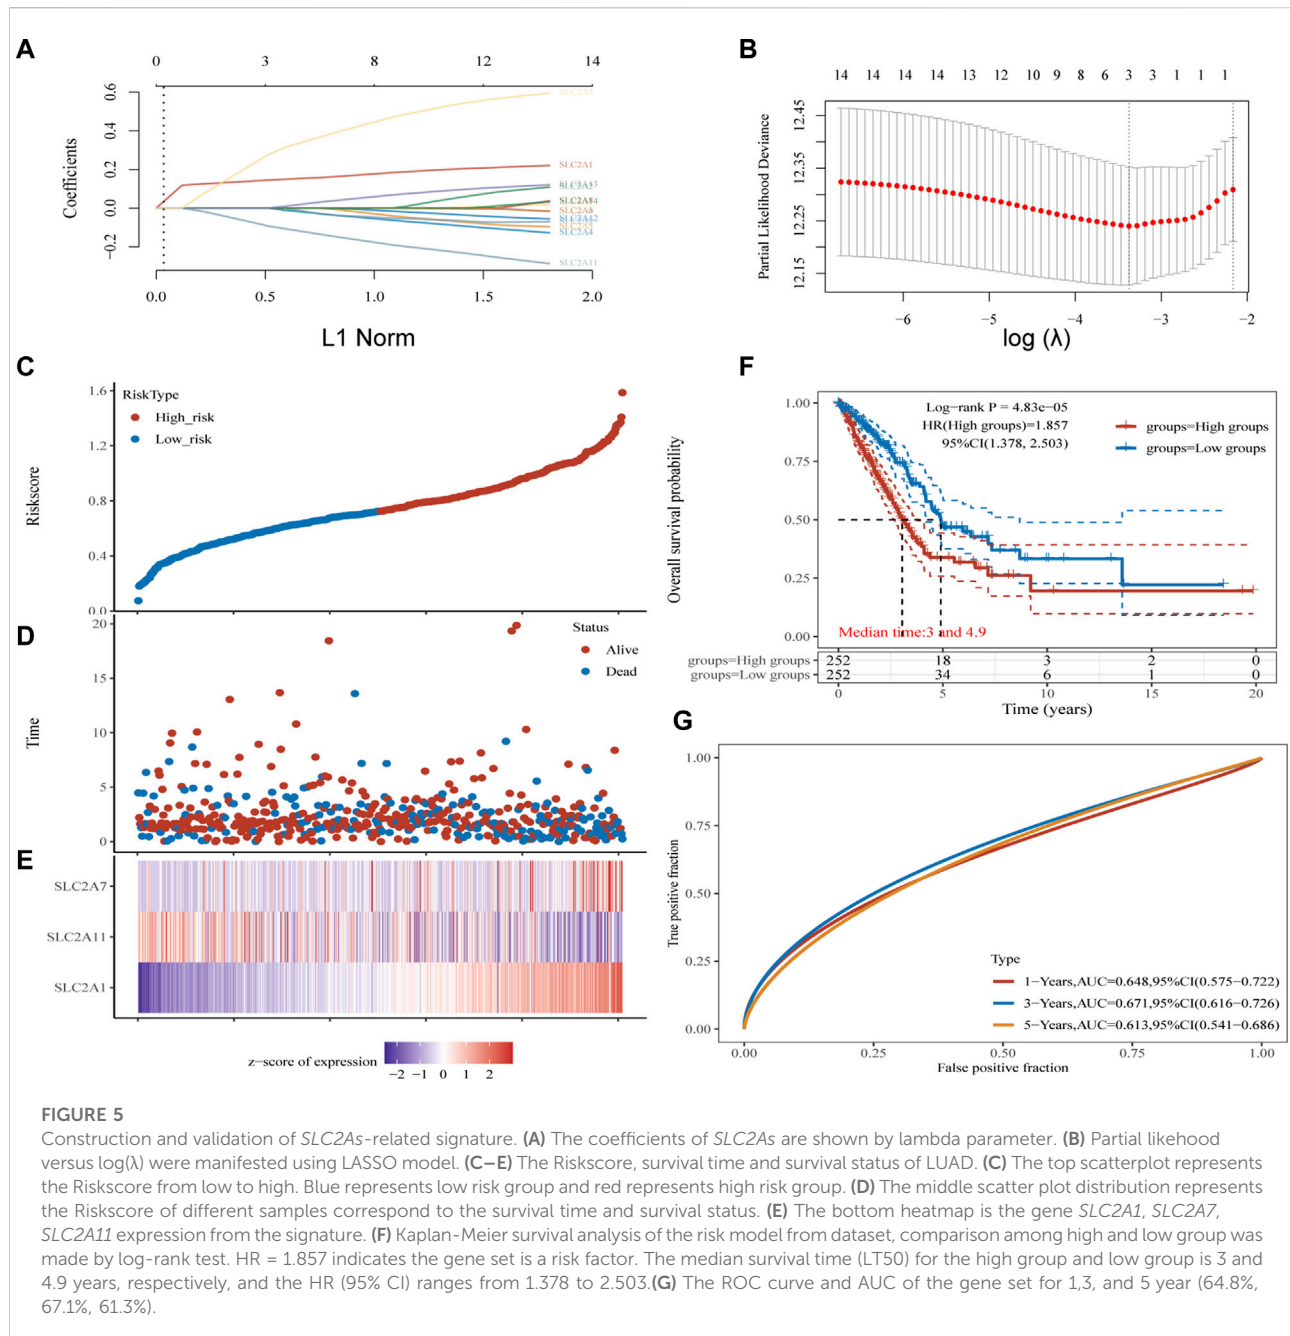 A
0 3 8 12 14
0.6
0.4
0.2
0.0
−0.2
Coefficients
SLC2A1
SLC2A2
SLC2A12
SLC2A4
SLC2A11
0.0 0.5 1.0 1.5 2.0
L1 Norm
B
14 14 14 14 13 12 10 9 8 6 3 3 1 1 1
12.45
12.35
12.25
12.15
Partial Likelihood Deviance
−6 −5 −4 −3 −2
log (λ)
C
1.6
1.2
0.8
0.4
0.0
Riskscore
RiskType
High_risk
Low_risk
D
20
15
10
5
0
Time
Status
Alive
Dead
E
SLC2A7
SLC2A11
SLC2A1
z−score of expression
−2 −1 0 1 2
F
1.00
0.75
0.50
0.25
0.00
Overall survival probability
Log−rank P = 4.83e−05
HR(High groups)=1.857
95%CI(1.378, 2.503)
groups=High groups
groups=Low groups
Median time:3 and 4.9
groups=High groups 252 18 3 2 0
groups=Low groups 252 34 6 1 0
0 5 10 15 20
Time (years)
G
1.00
0.75
0.50
0.25
0.00
True positive fraction
Type
1−Years,AUC=0.648,95%CI(0.575−0.722)
3−Years,AUC=0.671,95%CI(0.616−0.726)
5−Years,AUC=0.613,95%CI(0.541−0.686)
0.00 0.25 0.50 0.75 1.00
False positive fraction
FIGURE 5
Construction and validation of SLC2As-related signature. (A) The coefficients of SLC2As are shown by lambda parameter. (B) Partial likehood
versus log(λ) were manifested using LASSO model. (C–E) The Riskscore, survival time and survival status of LUAD. (C) The top scatterplot represents
the Riskscore from low to high. Blue represents low risk group and red represents high risk group. (D) The middle scatter plot distribution represents
the Riskscore of different samples correspond to the survival time and survival status. (E) The bottom heatmap is the gene SLC2A1, SLC2A7,
SLC2A11 expression from the signature. (F) Kaplan-Meier survival analysis of the risk model from dataset, comparison among high and low group was
made by log-rank test. HR = 1.857 indicates the gene set is a risk factor. The median survival time (LT50) for the high group and low group is 3 and
4.9 years, respectively, and the HR (95% CI) ranges from 1.378 to 2.503.(G) The ROC curve and AUC of the gene set for 1,3, and 5 year (64.8%,
67.1%, 61.3%).